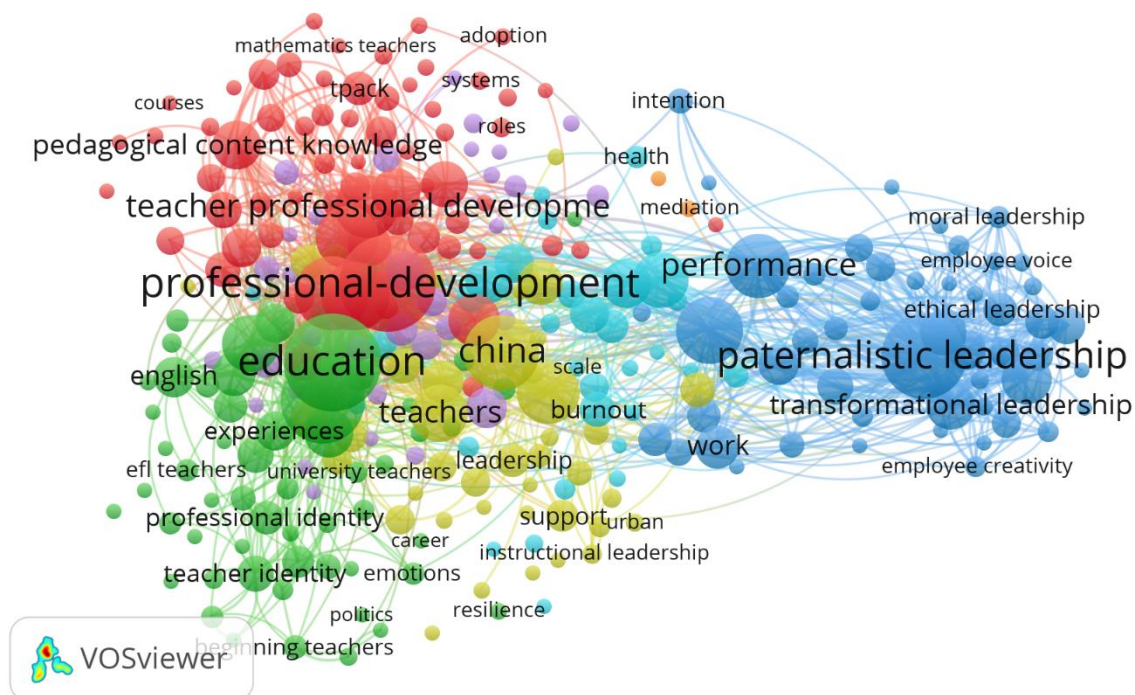 mathematics teachers
adoption
tpack
systems
courses
intention
roles
pedagogical content knowledge
health
teacher professional developme
mediation
moral leadership
performance
employee voice
professional-development
ethical leadership
china
education
paternalistic leadership
scale
english
teachers
burnout
transformational leadership
experiences
work
efl teachers
university teachers
leadership
employee creativity
professional identity
support
urban
career
instructional leadership
teacher identity
emotions
politics
resilience
beginning teachers
VOSviewer